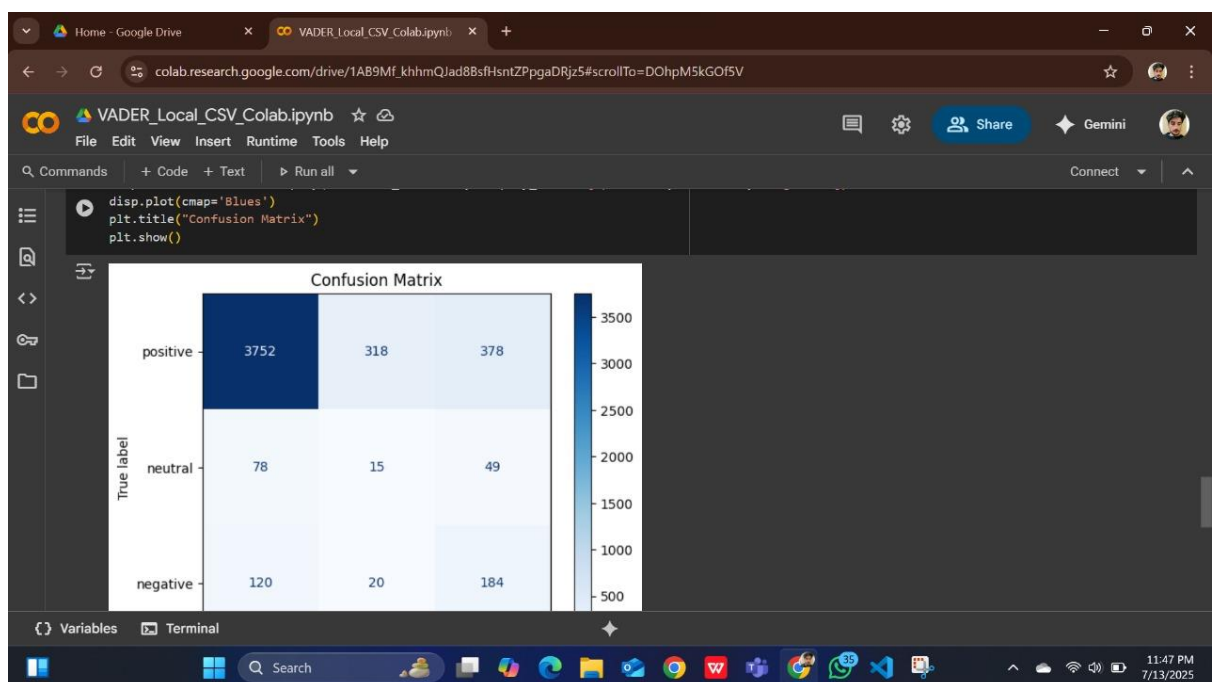 Home - Google Drive
VADER_Local_CSV_Colab.ipynb
colab.research.google.com/drive/1AB9Mf_khhmQJad8BsfHsntZPpgaDRjz5#scrollTo=DOhpM5kGOf5V
CO VADER_Local_CSV_Colab.ipynb
Share Gemini
File Edit View Insert Runtime Tools Help
Commands + Code + Text Run all Connect
disp.plot(cmap='Blues')
plt.title("Confusion Matrix")
plt.show()
Confusion Matrix
3500
positive 3752 318 378
3000
2500
True label
2000
neutral 78 15 49
1500
1000
negative 120 20 184
500
{} Variables Terminal
Search
35
11:47 PM
7/13/2025